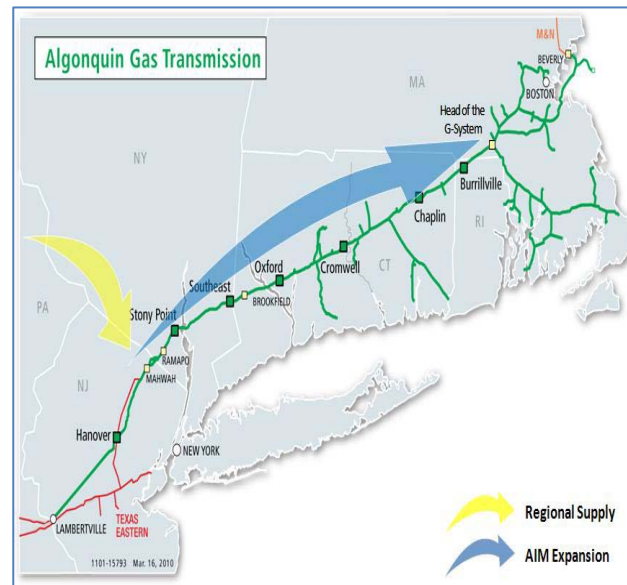 Algonquin Gas Transmission
M&N
BEVERLY
BOSTON
MA
Head of the
G-System
NY
Burrillville
Chaplin
RI
Cromwell
CT
Oxford
Southeast
BROOKFIELD
PA
Stony Point
RAMAPO
MAHWAH
NJ
Hanover
NEW YORK
LAMBERTVILLE
TEXAS
EASTERN
1101-15793 Mar. 16, 2010
Regional Supply
AIM Expansion